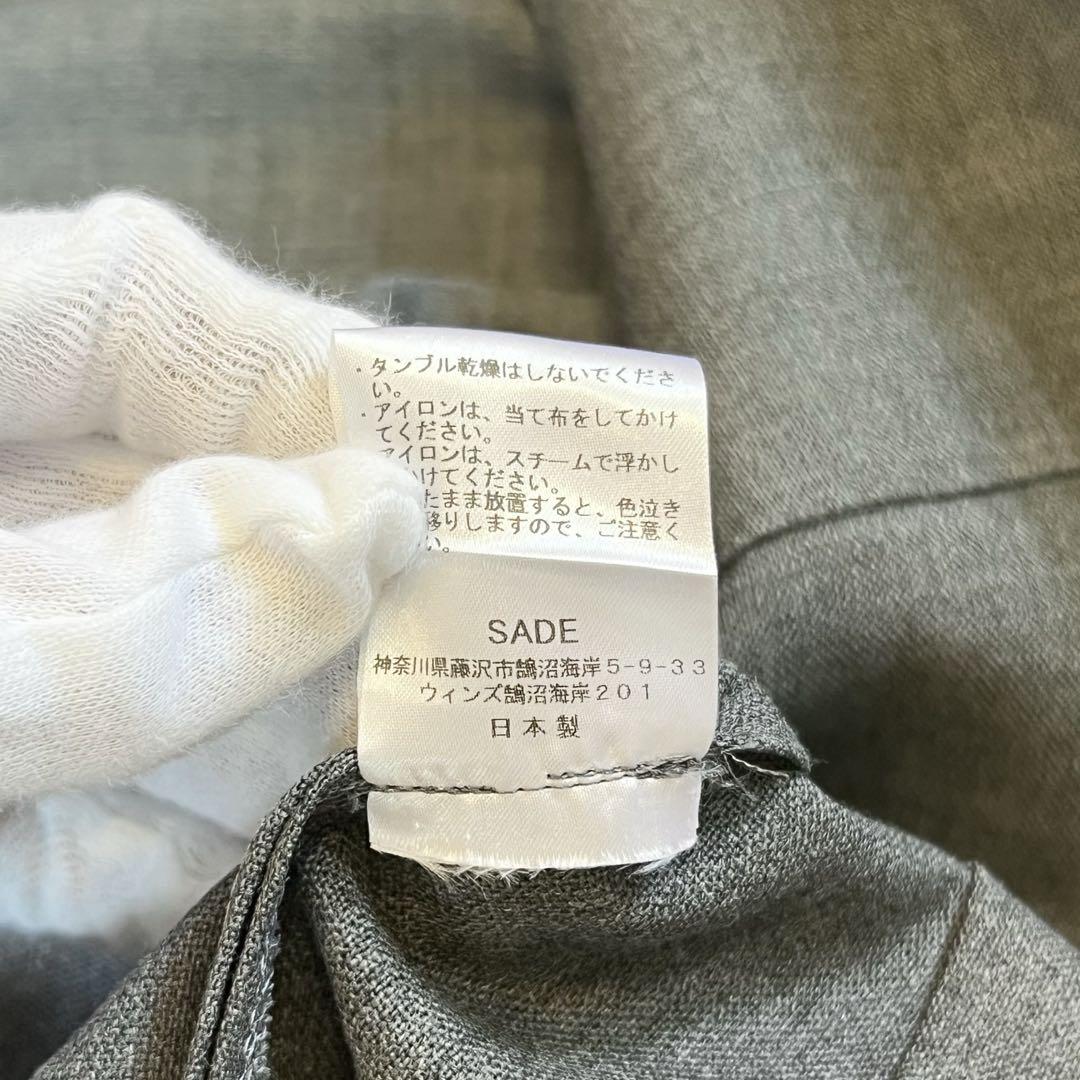 ・タンブル乾燥はしないでくださ
い。
・アイロンは、当て布をしてかけ
てください。
アイロンは、スチームで浮かし
かけてください。
たまま放置すると、色泣き
移りしますので、ご注意く
い。
SADE
神奈川県藤沢市鵠沼海岸5-9-33
ウィンズ鵠沼海岸201
日本製